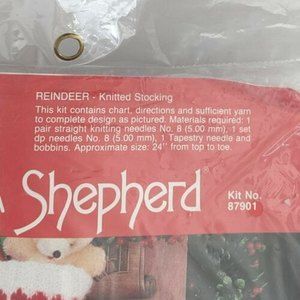 REINDEER - Knitted Stocking
This kit contains chart, directions and sufficient yarn
to complete design as pictured. Materials required: 1
pair straight knitting needles No. 8 (5.00 mm), 1 set
dp needles No. 8 (5.00 mm), 1 Tapestry needle and
bobbins. Approximate size: 24'' from top to toe.
Shepherd®
Kit No.
87901